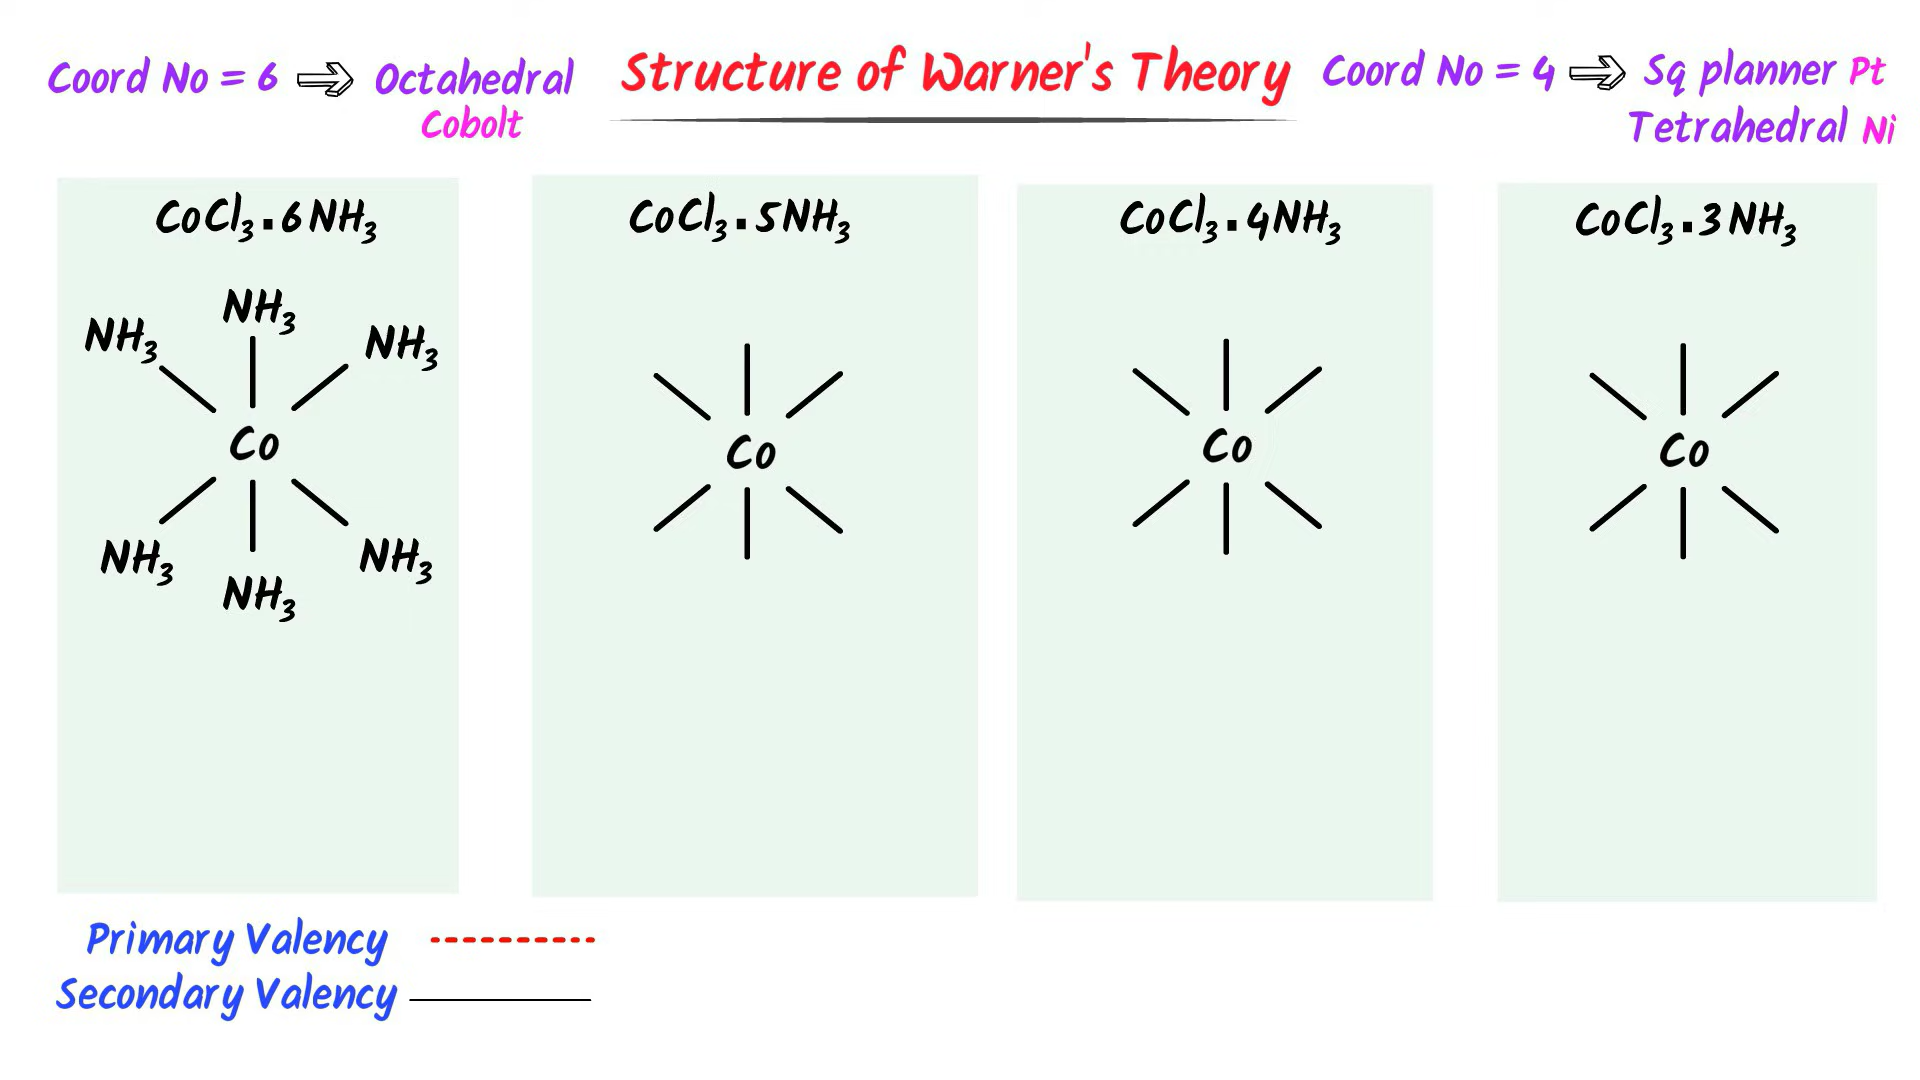 Coord No = 6 ⇒ Octahedral
Cobolt
Structure of Warner's Theory
Coord No = 4 ⇒ Sq planner Pt
Tetrahedral Ni
CoCl₃.6NH₃
NH₃
NH₃
NH₃
Co
NH₃
NH₃
NH₃
CoCl₃.5NH₃
Co
CoCl₃.4NH₃
Co
CoCl₃.3NH₃
Co
Primary Valency
Secondary Valency